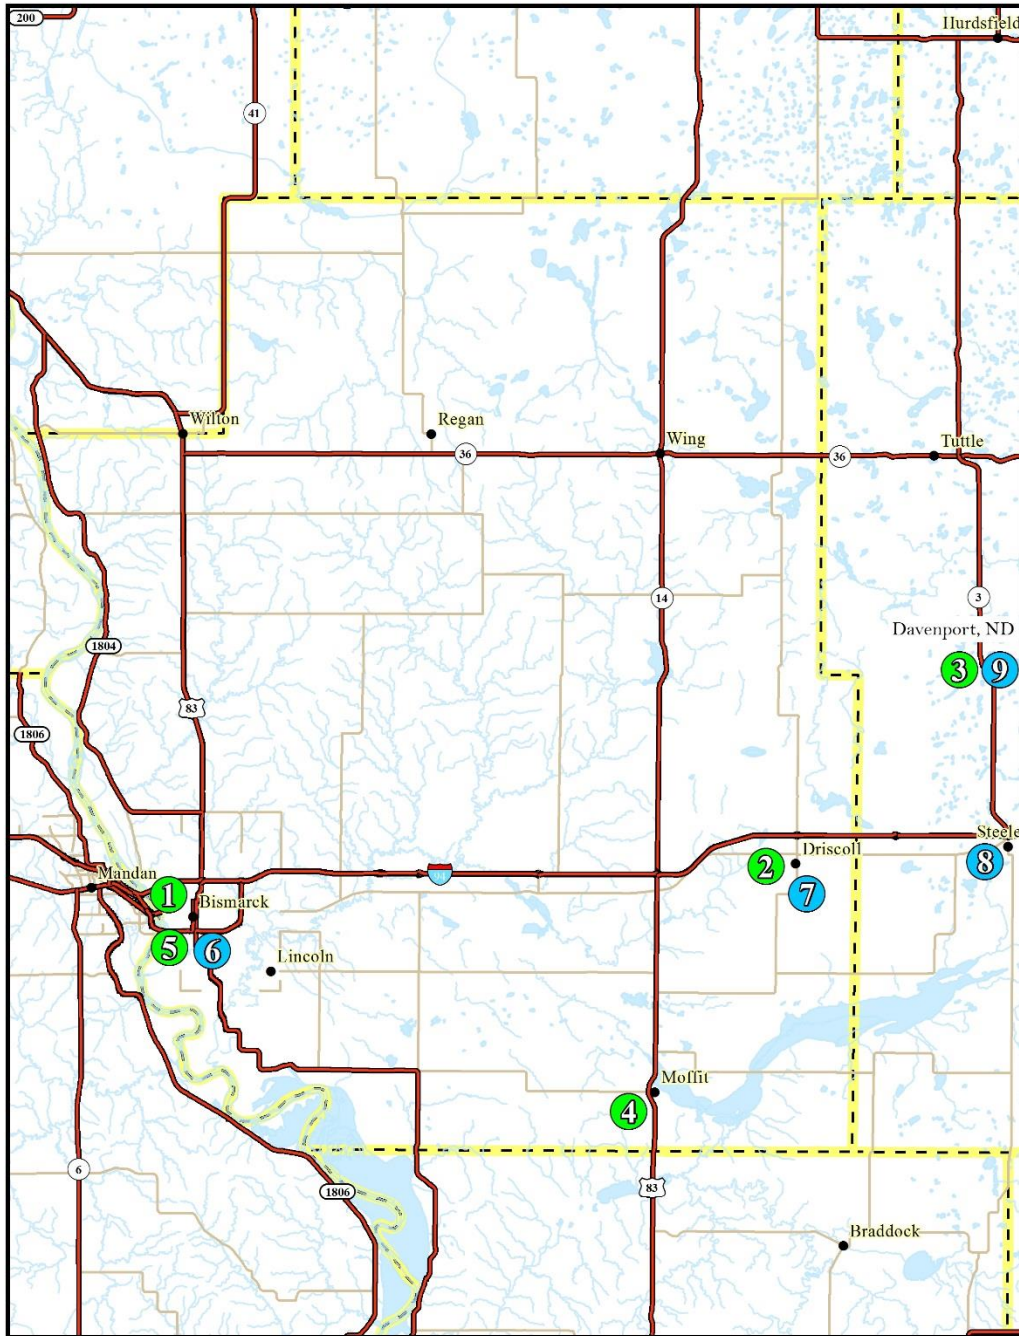 200
Hurdsfield
41
Wilton
Regan
36
Wing
36
Tuttle
14
3
Davenport, ND
1804
3 9
83
1806
Steele
Driscoll
2
8
94
Mandan
1
7
Bismarck
5 6
Lincoln
Moffit
4
6
1806
83
Braddock